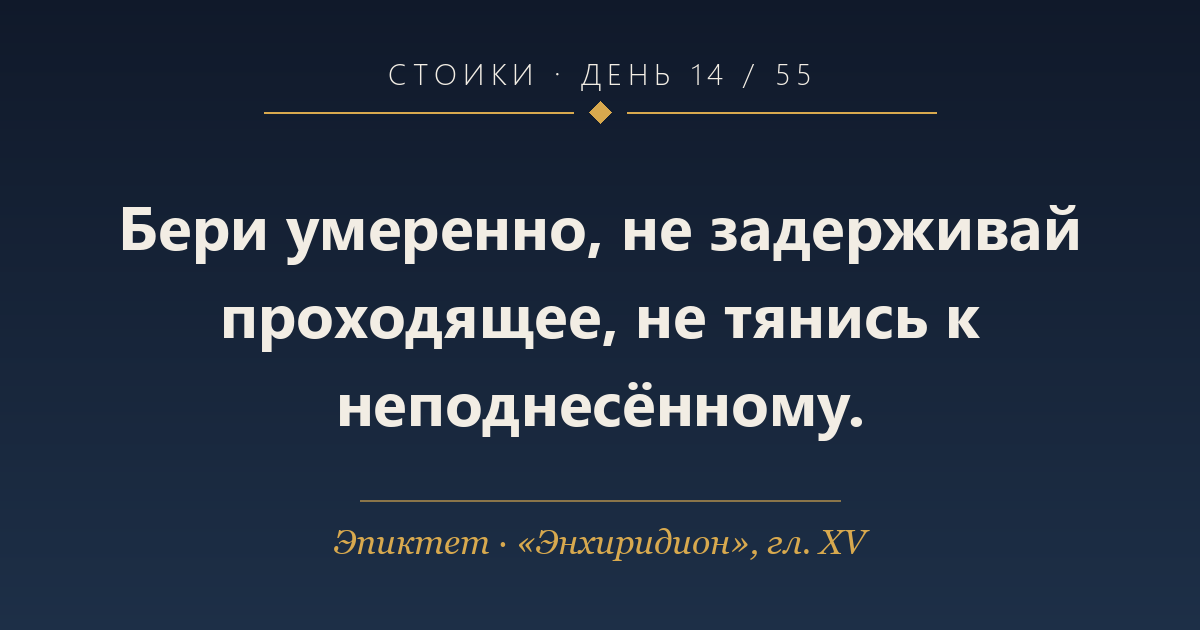 СТОИКИ · ДЕНЬ 14 / 55
Бери умеренно, не задерживай
проходящее, не тянись к
неподнесённому.
Эпиктет · «Энхиридион», гл. XV